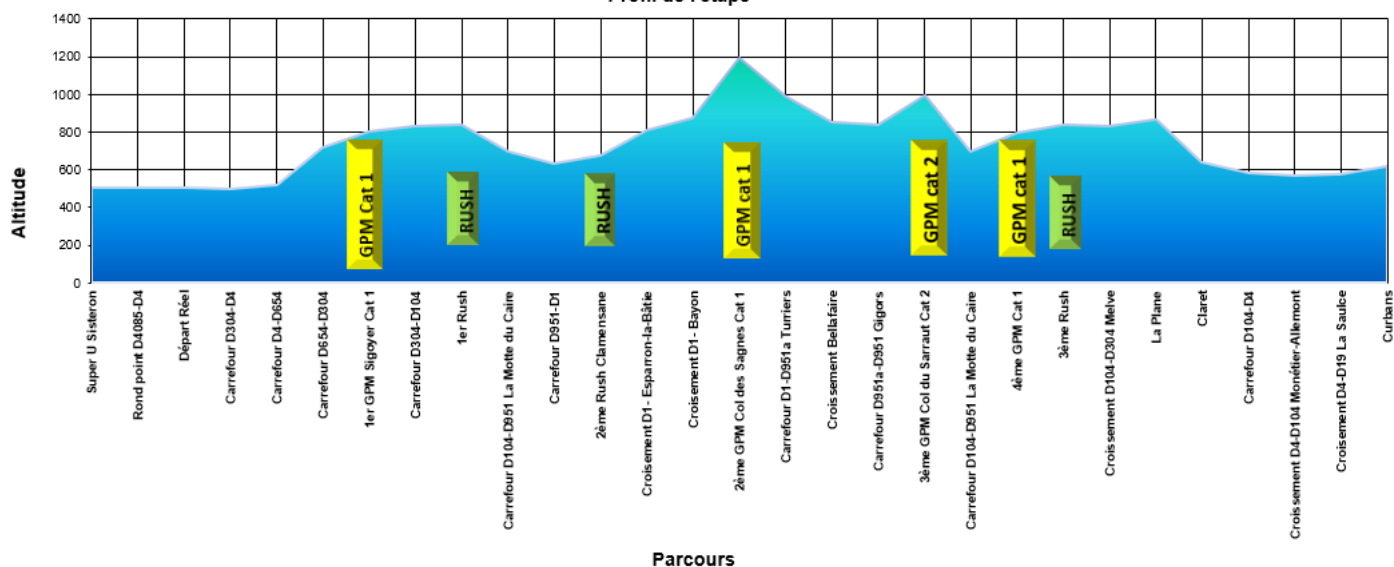 1400
1200
1000
800
600
400
200
0
Altitude
GPM Cat 1
RUSH
RUSH
GPM cat 1
GPM cat 2
GPM cat 1
RUSH
Super U Sisteron
Rond point D4085-D4
Départ Réel
Carrefour D304-D4
Carrefour D4-D654
Carrefour D654-D304
1er GPM Sigoyer Cat 1
Carrefour D304-D104
1er Rush
Carrefour D104-D951 La Motte du Caire
Carrefour D951-D1
2ème Rush Clamensane
Croisement D1- Esparron-la-Bâtie
Croisement D1- Bayon
2ème GPM Col des Sagnes Cat 1
Carrefour D1-D951a Turriers
Croissement Bellafaire
Carrefour D951a-D951 Gigors
3ème GPM Col du Sarraut Cat 2
Carrefour D104-D951 La Motte du Caire
4ème GPM Cat 1
3ème Rush
Croissement D104-D304 Melve
La Plane
Claret
Carrefour D104-D4
Croissement D4-D104 Monétier-Allemont
Croisement D4-D19 La Saulce
Curbans
Parcours